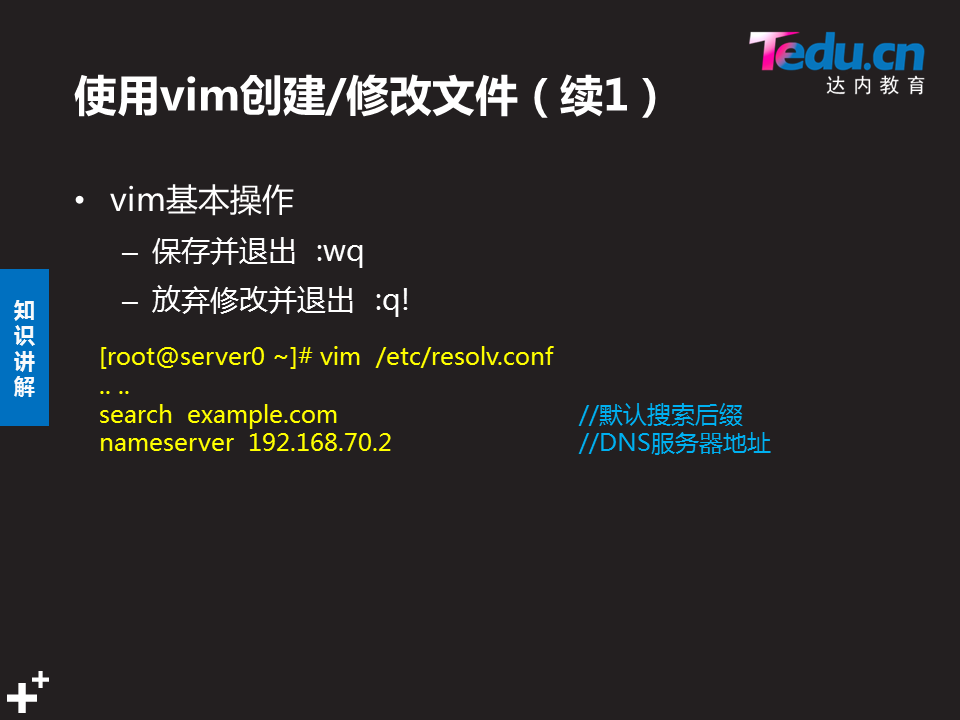 Tedu.cn
达内教育
使用vim创建/修改文件（续1）
• vim基本操作
– 保存并退出 :wq
– 放弃修改并退出 :q!
知识讲解
[root@server0 ~]# vim /etc/resolv.conf
.. ..
search example.com //默认搜索后缀
nameserver 192.168.70.2 //DNS服务器地址